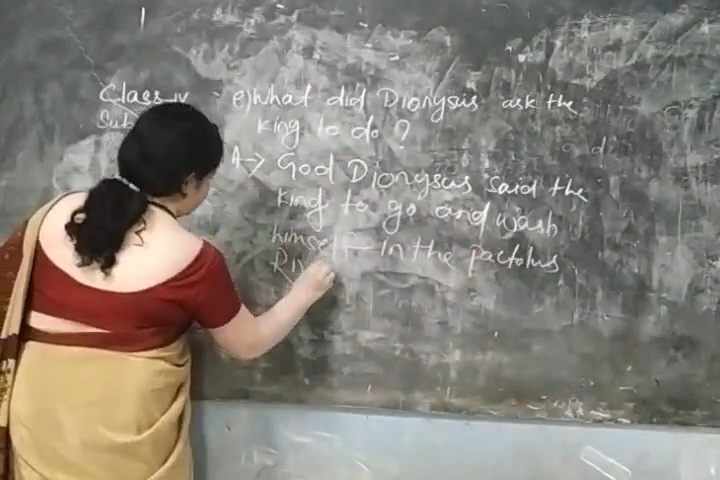 Class-IV
Sub
e) What did Dionysus ask the
king to do?
A-> God Dionysus said the
king to go and wash
himself in the pactolus
Riv